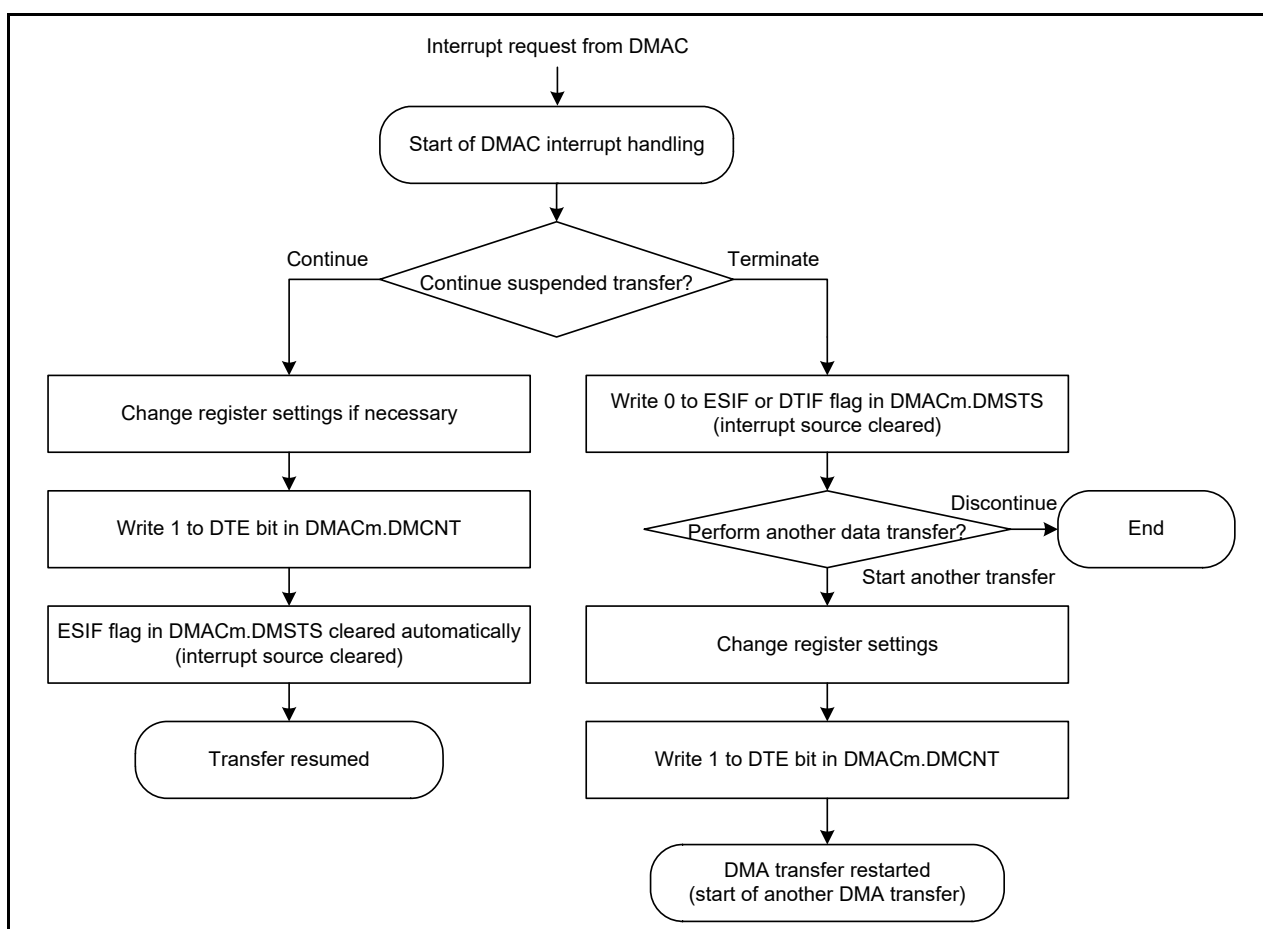 Interrupt request from DMAC
Start of DMAC interrupt handling
Continue
Terminate
Continue suspended transfer?
Change register settings if necessary
Write 1 to DTE bit in DMACm.DMCNT
ESIF flag in DMACm.DMSTS cleared automatically
(interrupt source cleared)
Transfer resumed
Write 0 to ESIF or DTIF flag in DMACm.DMSTS
(interrupt source cleared)
Discontinue
Perform another data transfer?
End
Start another transfer
Change register settings
Write 1 to DTE bit in DMACm.DMCNT
DMA transfer restarted
(start of another DMA transfer)